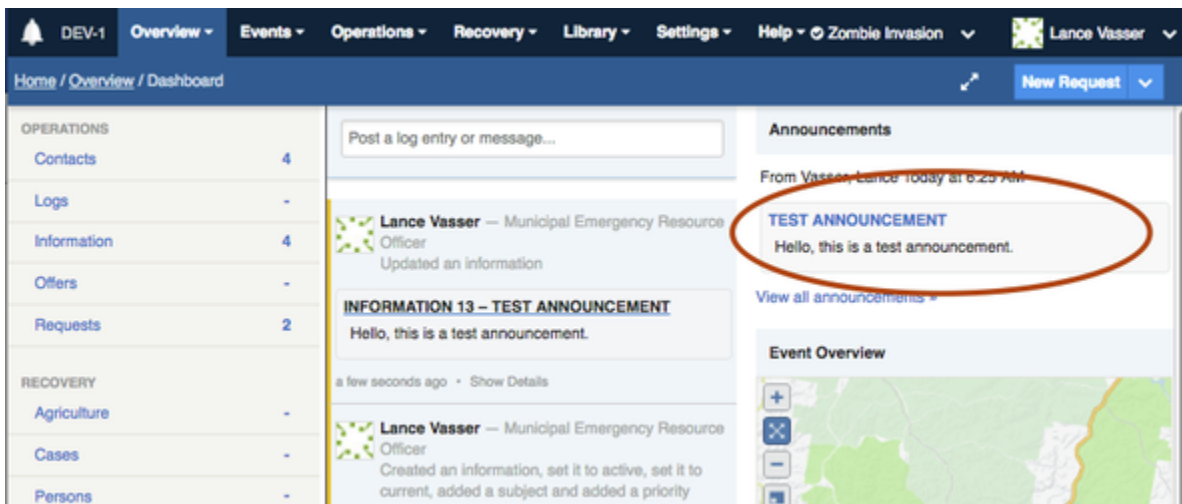 DEV-1 Overview Events Operations Recovery Library Settings Help Zombie Invasion Lance Vasser
Home / Overview / Dashboard
New Request
OPERATIONS
Contacts 4
Logs -
Information 4
Offers -
Requests 2
RECOVERY
Agriculture -
Cases -
Persons -
Post a log entry or message...
Lance Vasser — Municipal Emergency Resource
Officer
Updated an information
INFORMATION 13 – TEST ANNOUNCEMENT
Hello, this is a test announcement.
a few seconds ago · Show Details
Lance Vasser — Municipal Emergency Resource
Officer
Created an information, set it to active, set it to
current, added a subject and added a priority
Announcements
From Vasser, Lance Today at 6:25 AM
TEST ANNOUNCEMENT
Hello, this is a test announcement.
View all announcements »
Event Overview